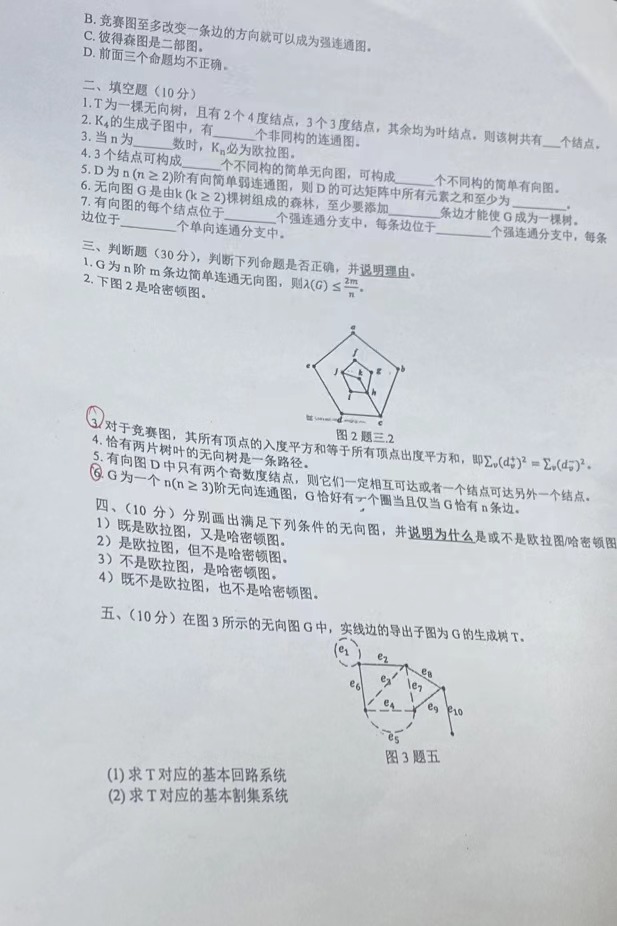 B. 竞赛图至多改变一条边的方向就可以成为强连通图。
C. 彼得森图是二部图。
D. 前面三个命题均不正确。
二、填空题（10 分）
1. T 为一棵无向树，且有 2 个 4 度结点，3 个 3 度结点，其余均为叶结点。则该树共有___个结点。
2. K₄的生成子图中，有______个非同构的连通图。
3. 当 n 为______数时，Kₙ必为欧拉图。
4. 3 个结点可构成______个不同构的简单无向图，可构成______个不同构的简单有向图。
5. D 为 n (n ≥ 2)阶有向简单弱连通图，则 D 的可达矩阵中所有元素之和至少为________。
6. 无向图 G 是由k (k ≥ 2)棵树组成的森林，至少要添加________条边才能使 G 成为一棵树。
7. 有向图的每个结点位于________个强连通分支中，每条边位于________个强连通分支中，每条
边位于________个单向连通分支中。
三、判断题（30 分），判断下列命题是否正确，并说明理由。
1. G 为 n 阶 m 条边简单连通无向图，则λ(G) ≤ 2m/n。
2. 下图 2 是哈密顿图。
a
f
e
b
j
k
g
i
h
d
c
图 2 题三.2
3. 对于竞赛图，其所有顶点的入度平方和等于所有顶点出度平方和，即∑ᵥ(dᵥ⁺)² = ∑ᵥ(dᵥ⁻)²。
4. 恰有两片树叶的无向树是一条路径。
5. 有向图 D 中只有两个奇数度结点，则它们一定相互可达或者一个结点可达另外一个结点。
6. G 为一个 n(n ≥ 3)阶无向连通图，G 恰好有一个圈当且仅当 G 恰有 n 条边。
四、（10 分）分别画出满足下列条件的无向图，并说明为什么是或不是欧拉图/哈密顿图
1）既是欧拉图，又是哈密顿图。
2）是欧拉图，但不是哈密顿图。
3）不是欧拉图，是哈密顿图。
4）既不是欧拉图，也不是哈密顿图。
五、（10 分）在图 3 所示的无向图 G 中，实线边的导出子图为 G 的生成树 T。
e₁
e₂
e₈
e₆
e₃
e₇
e₄
e₉
e₁₀
e₅
图 3 题五
(1) 求 T 对应的基本回路系统
(2) 求 T 对应的基本割集系统